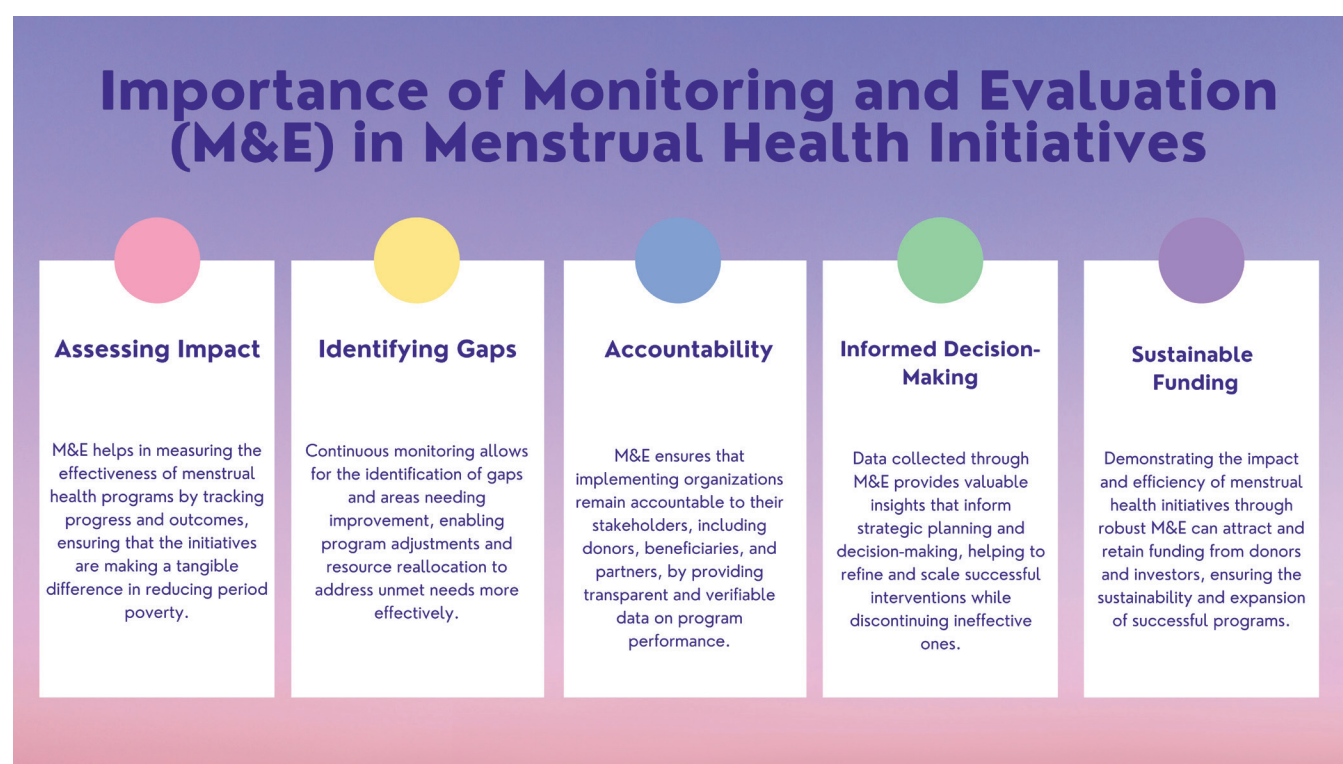 Importance of Monitoring and Evaluation
(M&E) in Menstrual Health Initiatives
Assessing Impact
M&E helps in measuring the
effectiveness of menstrual
health programs by tracking
progress and outcomes,
ensuring that the initiatives
are making a tangible
difference in reducing period
poverty.
Identifying Gaps
Continuous monitoring allows
for the identification of gaps
and areas needing
improvement, enabling
program adjustments and
resource reallocation to
address unmet needs more
effectively.
Accountability
M&E ensures that
implementing organizations
remain accountable to their
stakeholders, including
donors, beneficiaries, and
partners, by providing
transparent and verifiable
data on program
performance.
Informed Decision-
Making
Data collected through
M&E provides valuable
insights that inform
strategic planning and
decision-making, helping to
refine and scale successful
interventions while
discontinuing ineffective
ones.
Sustainable
Funding
Demonstrating the impact
and efficiency of menstrual
health initiatives through
robust M&E can attract and
retain funding from donors
and investors, ensuring the
sustainability and expansion
of successful programs.